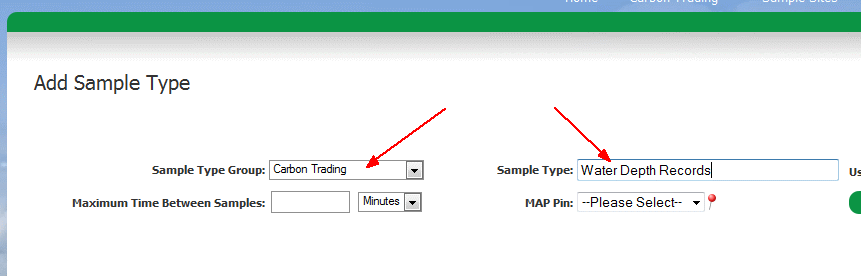 Home Carbon Trading Sample Sites
Add Sample Type
Sample Type Group: Carbon Trading Sample Type: Water Depth Records Us
Maximum Time Between Samples: Minutes MAP Pin: --Please Select--